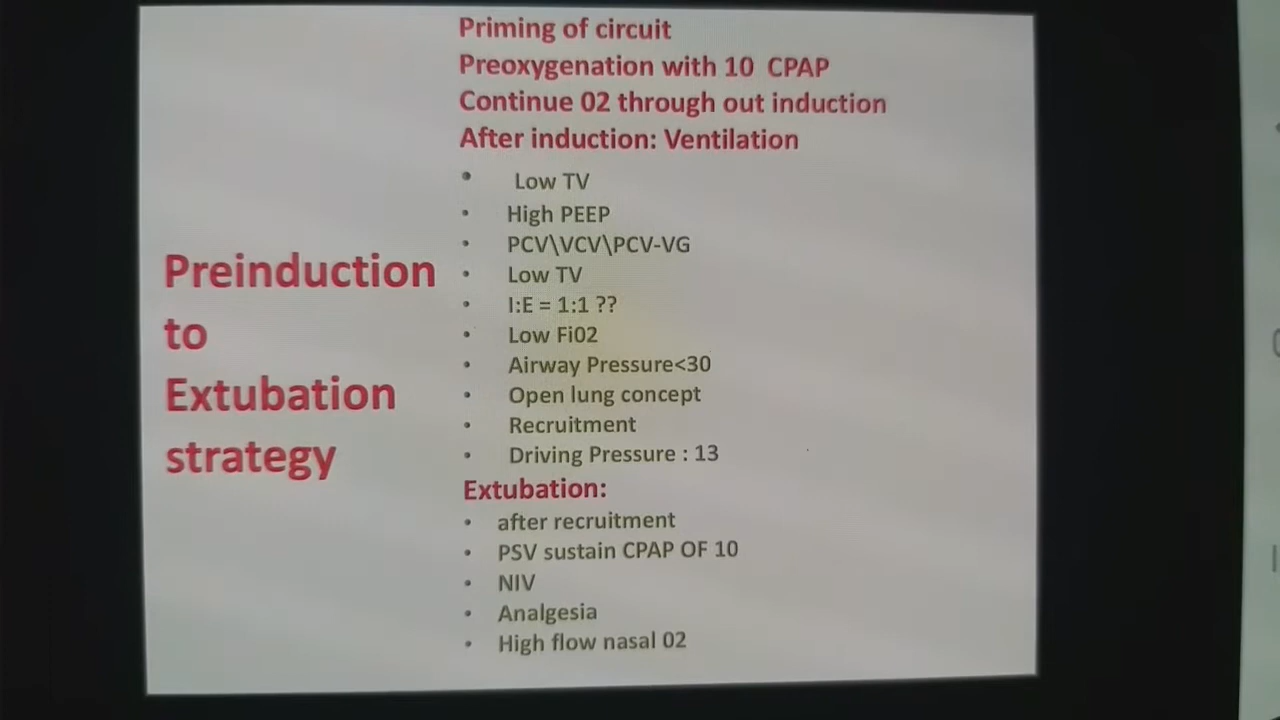 Preinduction
to
Extubation
strategy
Priming of circuit
Preoxygenation with 10 CPAP
Continue 02 through out induction
After induction: Ventilation
• Low TV
• High PEEP
• PCV\VCV\PCV-VG
• Low TV
• I:E = 1:1 ??
• Low Fi02
• Airway Pressure<30
• Open lung concept
• Recruitment
• Driving Pressure : 13
Extubation:
• after recruitment
• PSV sustain CPAP OF 10
• NIV
• Analgesia
• High flow nasal 02